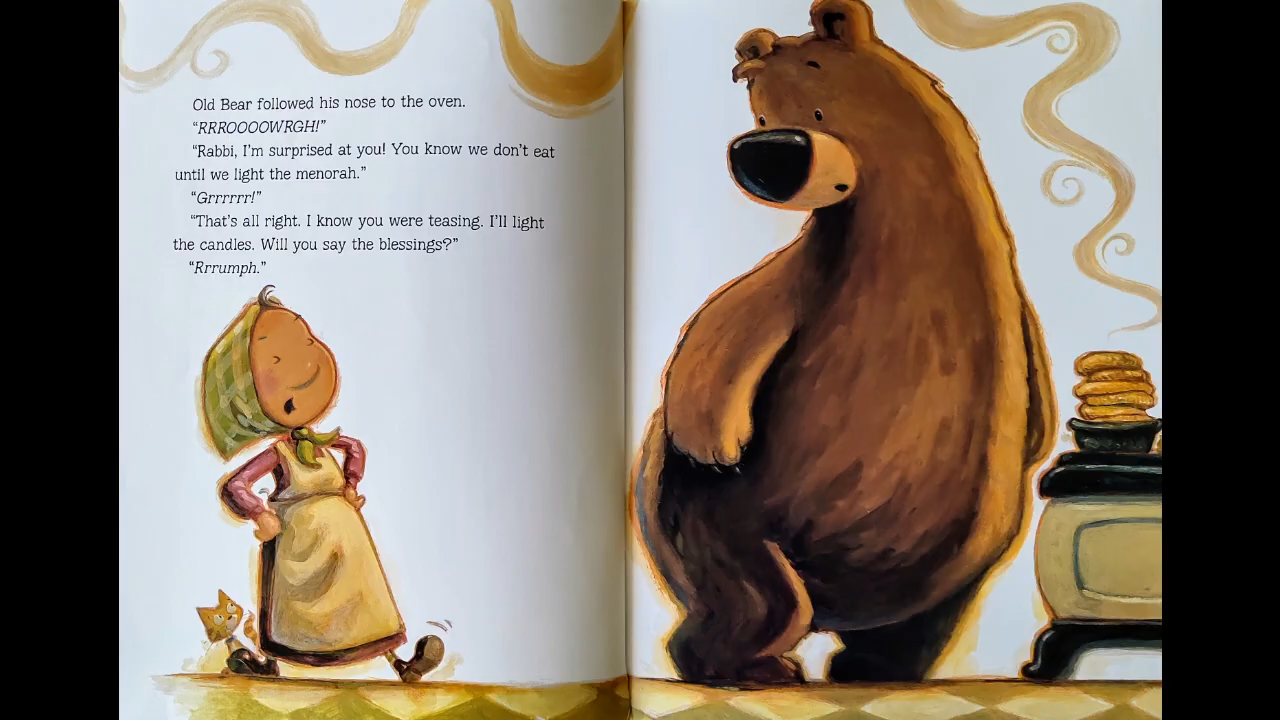 Old Bear followed his nose to the oven.
“RRROOOOWRGH!”
“Rabbi, I’m surprised at you! You know we don’t eat
until we light the menorah.”
“Grrrrrr!”
“That’s all right. I know you were teasing. I’ll light
the candles. Will you say the blessings?”
“Rrrumph.”